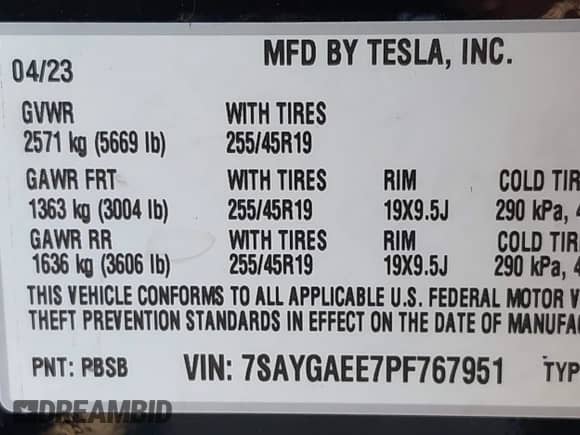 MFD BY TESLA, INC.
04/23
GVWR WITH TIRES
2571 kg (5669 lb) 255/45R19
GAWR FRT WITH TIRES RIM COLD TIR
1363 kg (3004 lb) 255/45R19 19X9.5J 290 kPa, 4
GAWR RR WITH TIRES RIM COLD TIR
1636 kg (3606 lb) 255/45R19 19X9.5J 290 kPa, 4
THIS VEHICLE CONFORMS TO ALL APPLICABLE U.S. FEDERAL MOTOR V
THEFT PREVENTION STANDARDS IN EFFECT ON THE DATE OF MANUFA
PNT: PBSB VIN: 7SAYGAEE7PF767951 TYP
DREAMBID